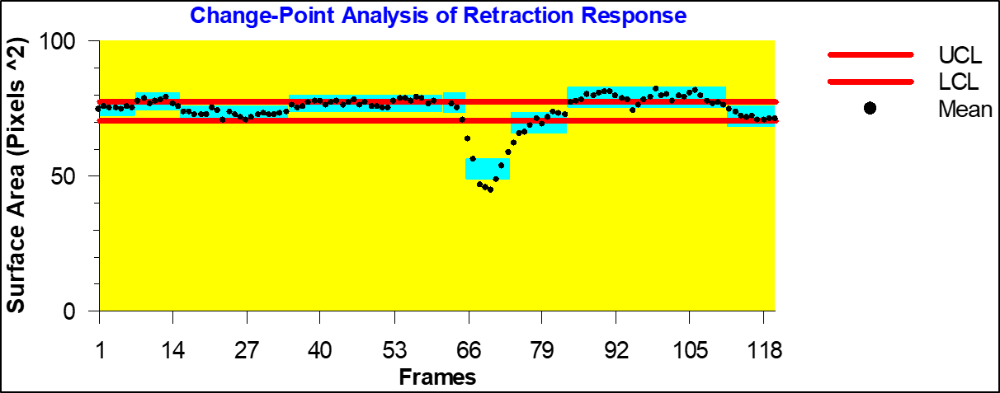 Change-Point Analysis of Retraction Response
100
50
0
Surface Area (Pixels ^2)
1 14 27 40 53 66 79 92 105 118
Frames
UCL
LCL
Mean